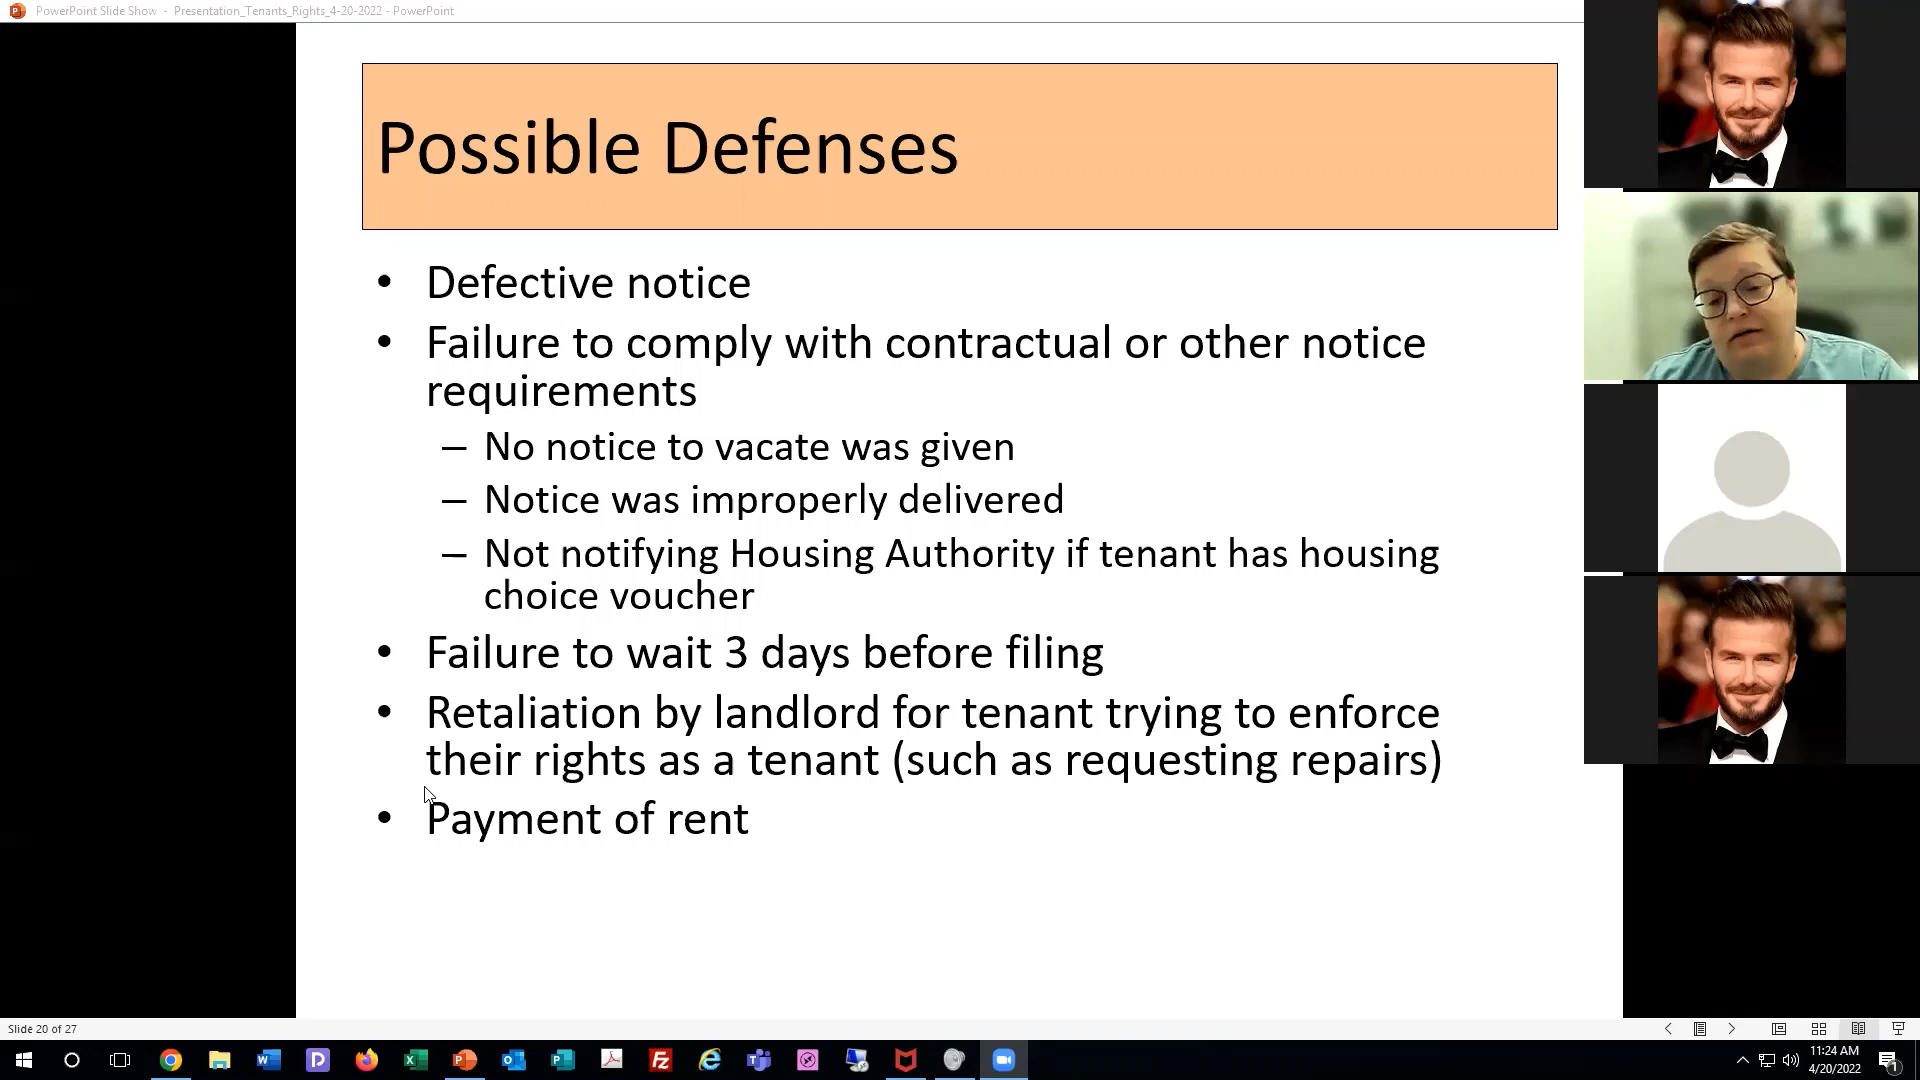 PowerPoint Slide Show - Presentation_Tenants_Rights_4-20-2022 - PowerPoint
Possible Defenses
• Defective notice
• Failure to comply with contractual or other notice
requirements
– No notice to vacate was given
– Notice was improperly delivered
– Not notifying Housing Authority if tenant has housing
choice voucher
• Failure to wait 3 days before filing
• Retaliation by landlord for tenant trying to enforce
their rights as a tenant (such as requesting repairs)
• Payment of rent
Slide 20 of 27
11:24 AM
4/20/2022
1